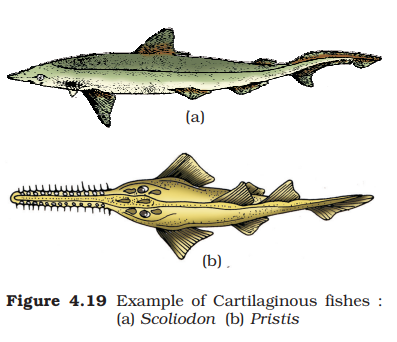 (a)
(b)
Figure 4.19 Example of Cartilaginous fishes :
(a) Scoliodon (b) Pristis